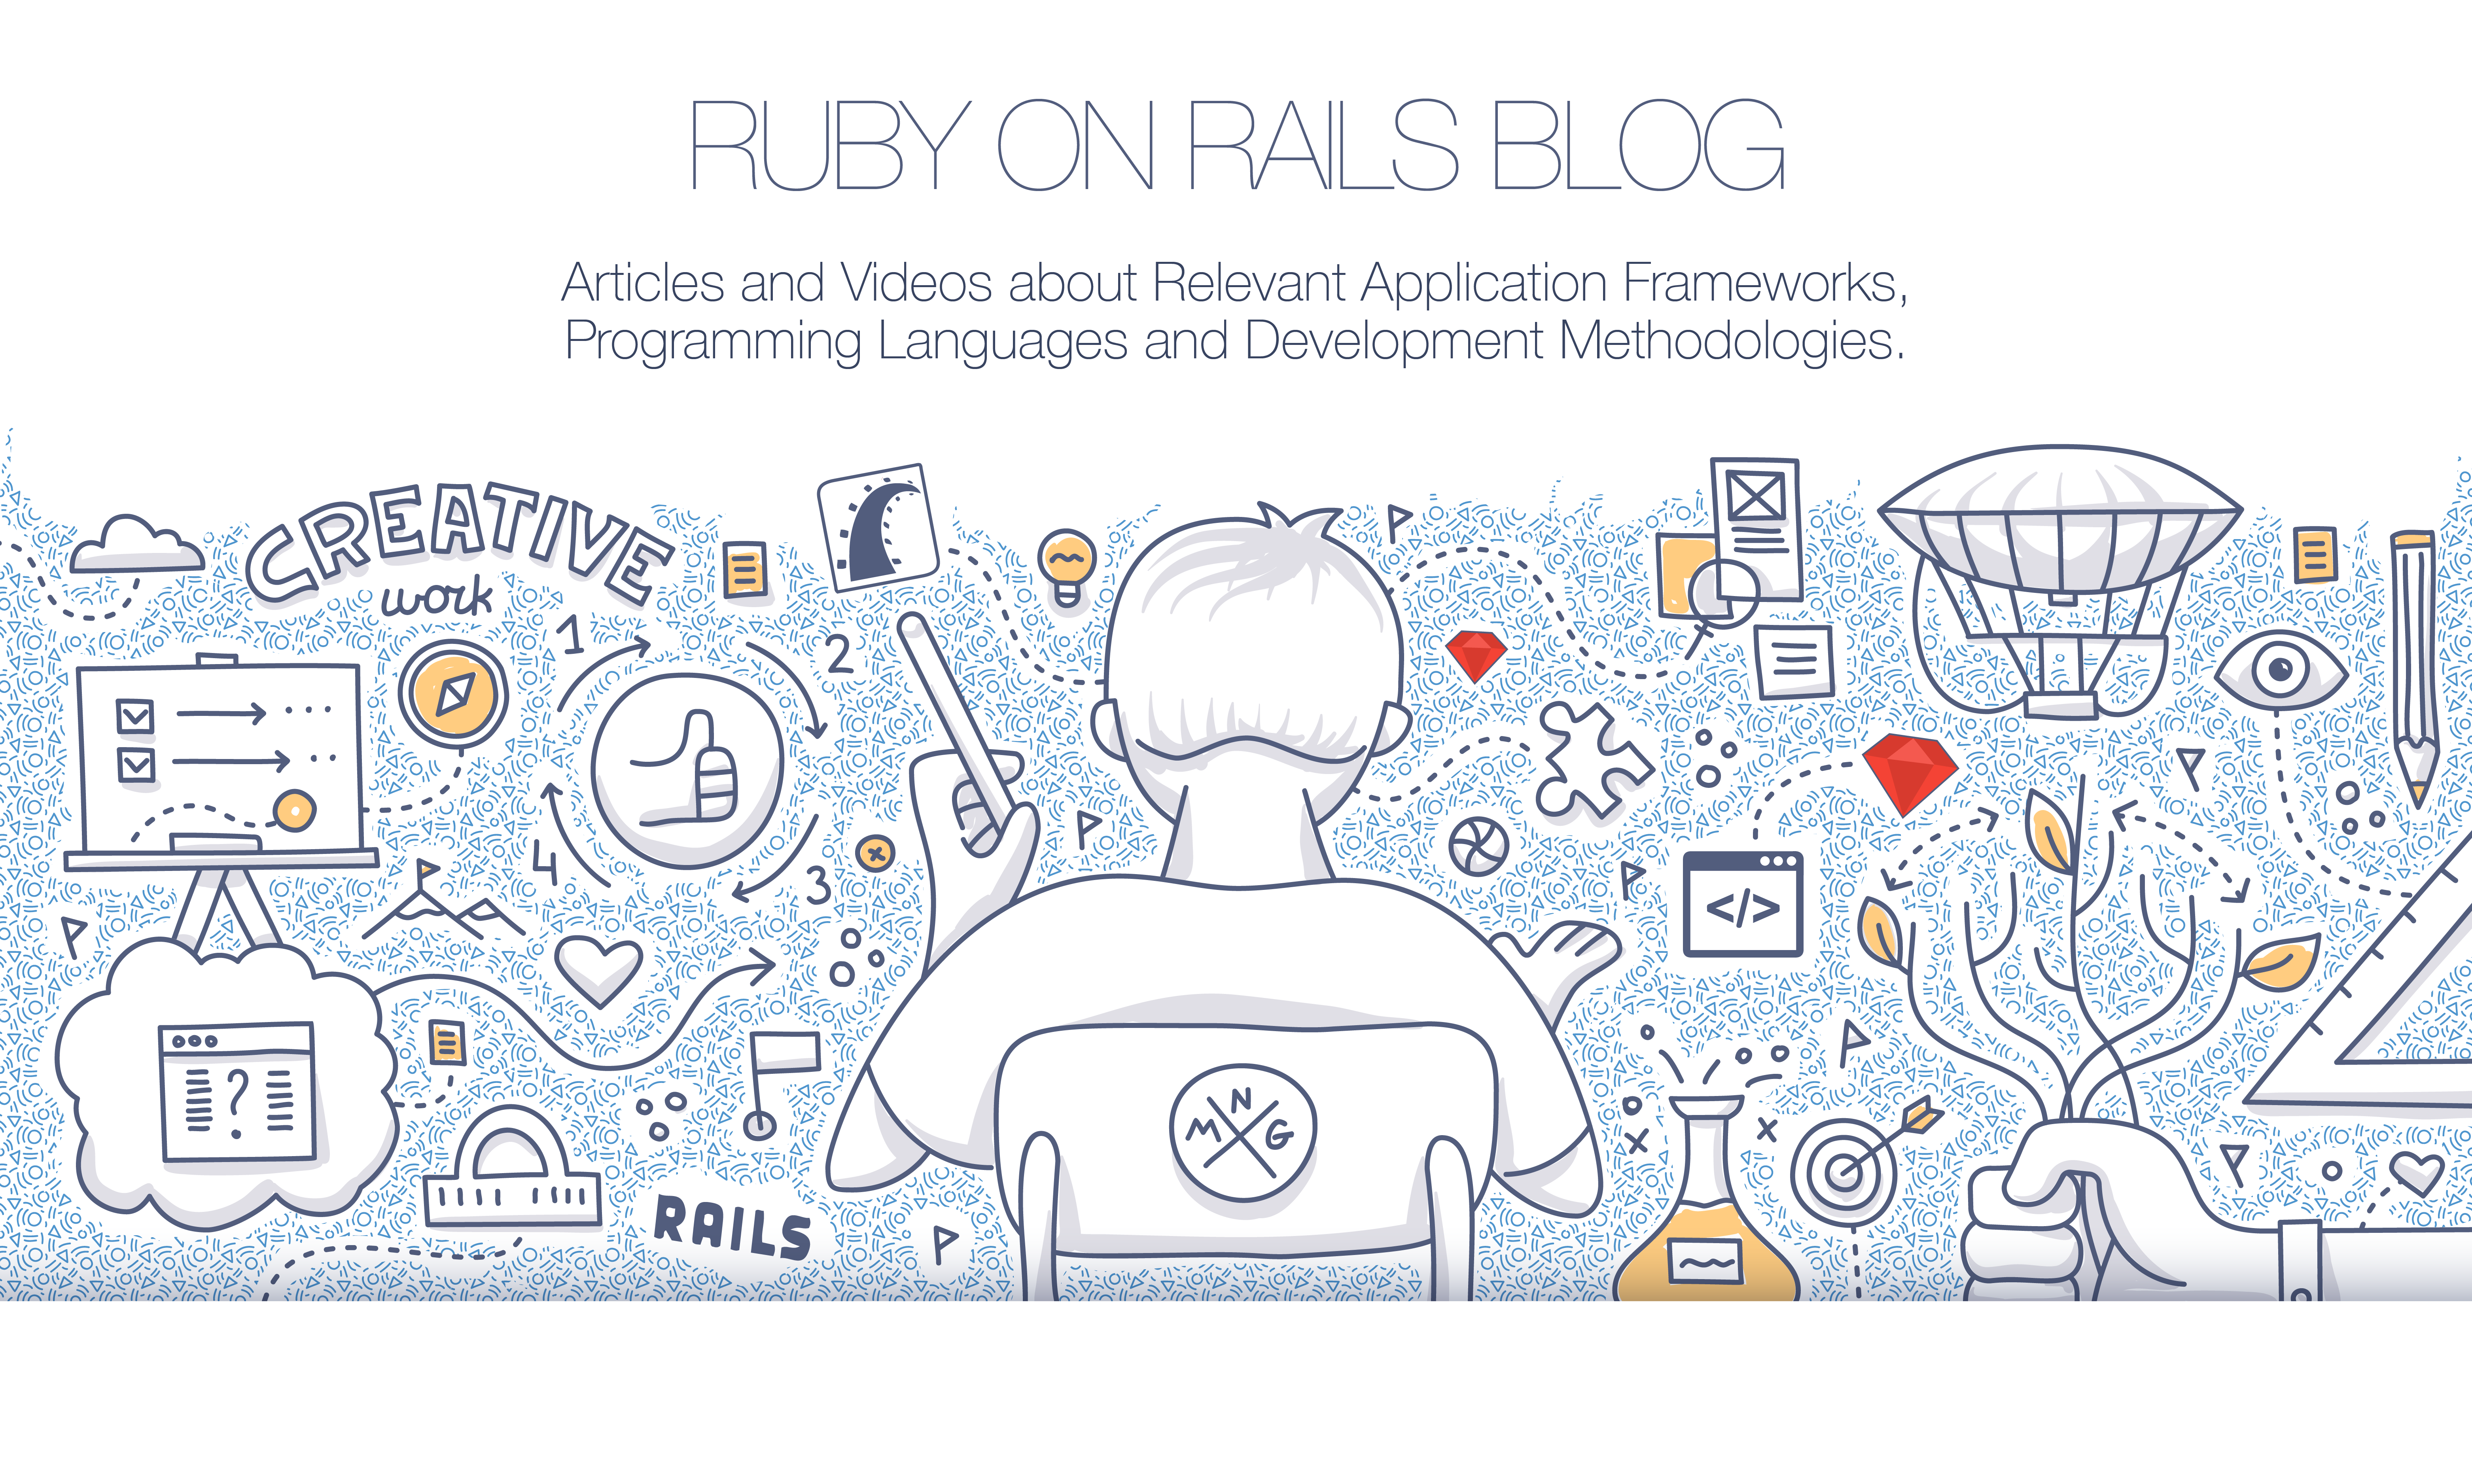 RUBY ON RAILS BLOG
Articles and Videos about Relevant Application Frameworks,
Programming Languages and Development Methodologies.
CREATIVE
work
1
2
3
4
?
</>
M N G
RAILS